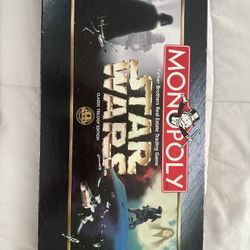 MONOPOLY
Parker Brothers Real Estate Trading Game
STAR
WARS
CLASSIC TRILOGY EDITION